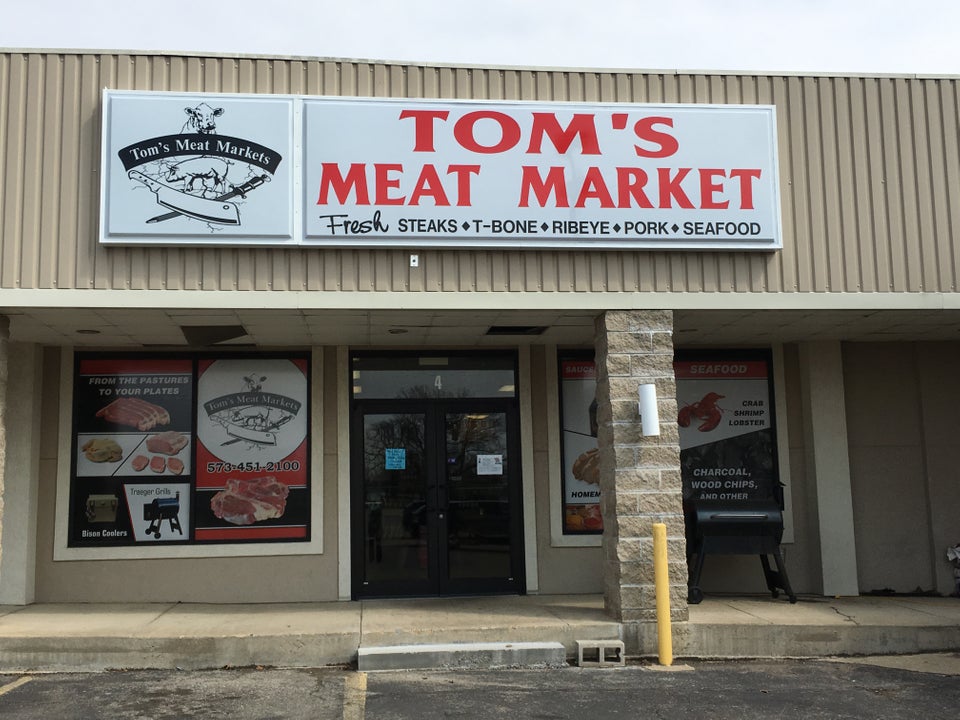 Tom's Meat Markets
TOM'S
MEAT MARKET
Fresh STEAKS ♦ T-BONE ♦ RIBEYE ♦ PORK ♦ SEAFOOD
FROM THE PASTURES
TO YOUR PLATES
Traeger Grills
Bison Coolers
Tom's Meat Markets
573-451-2100
4
SEAFOOD
CRAB
SHRIMP
LOBSTER
CHARCOAL,
WOOD CHIPS,
AND OTHER